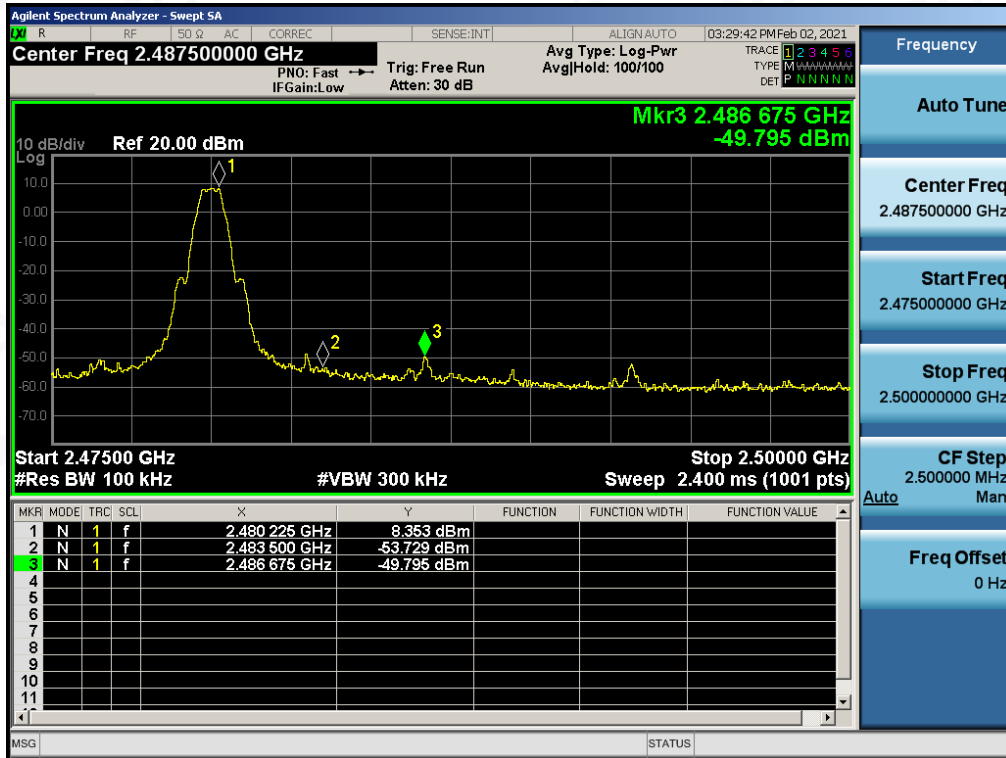 Agilent Spectrum Analyzer - Swept SA
LXI R RF 50 Ω AC CORREC SENSE:INT ALIGN AUTO 03:29:42 PM Feb 02, 2021
Center Freq 2.487500000 GHz
PNO: Fast
IFGain:Low
Trig: Free Run
Atten: 30 dB
Avg Type: Log-Pwr
Avg|Hold: 100/100
TRACE 1 2 3 4 5 6
TYPE M WWWWW
DET P N N N N N
Mkr3 2.486 675 GHz
-49.795 dBm
10 dB/div Ref 20.00 dBm
Log
10.0
0.00
-10.0
-20.0
-30.0
-40.0
-50.0
-60.0
-70.0
1
2
3
Start 2.47500 GHz Stop 2.50000 GHz
#Res BW 100 kHz #VBW 300 kHz Sweep 2.400 ms (1001 pts)
MKR MODE TRC SCL X Y FUNCTION FUNCTION WIDTH FUNCTION VALUE
1 N 1 f 2.480 225 GHz 8.353 dBm
2 N 1 f 2.483 500 GHz -53.729 dBm
3 N 1 f 2.486 675 GHz -49.795 dBm
4
5
6
7
8
9
10
11
MSG STATUS
Frequency
Auto Tune
Center Freq
2.487500000 GHz
Start Freq
2.475000000 GHz
Stop Freq
2.500000000 GHz
CF Step
2.500000 MHz
Auto Man
Freq Offset
0 Hz